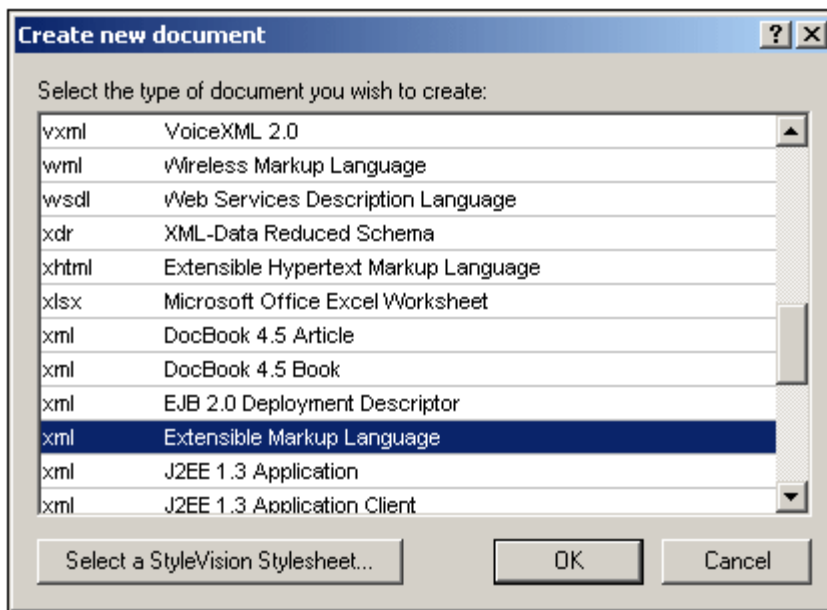 Create new document
Select the type of document you wish to create:
vxml VoiceXML 2.0
wml Wireless Markup Language
wsdl Web Services Description Language
xdr XML-Data Reduced Schema
xhtml Extensible Hypertext Markup Language
xlsx Microsoft Office Excel Worksheet
xml DocBook 4.5 Article
xml DocBook 4.5 Book
xml EJB 2.0 Deployment Descriptor
xml Extensible Markup Language
xml J2EE 1.3 Application
xml J2EE 1.3 Application Client
Select a StyleVision Stylesheet... OK Cancel